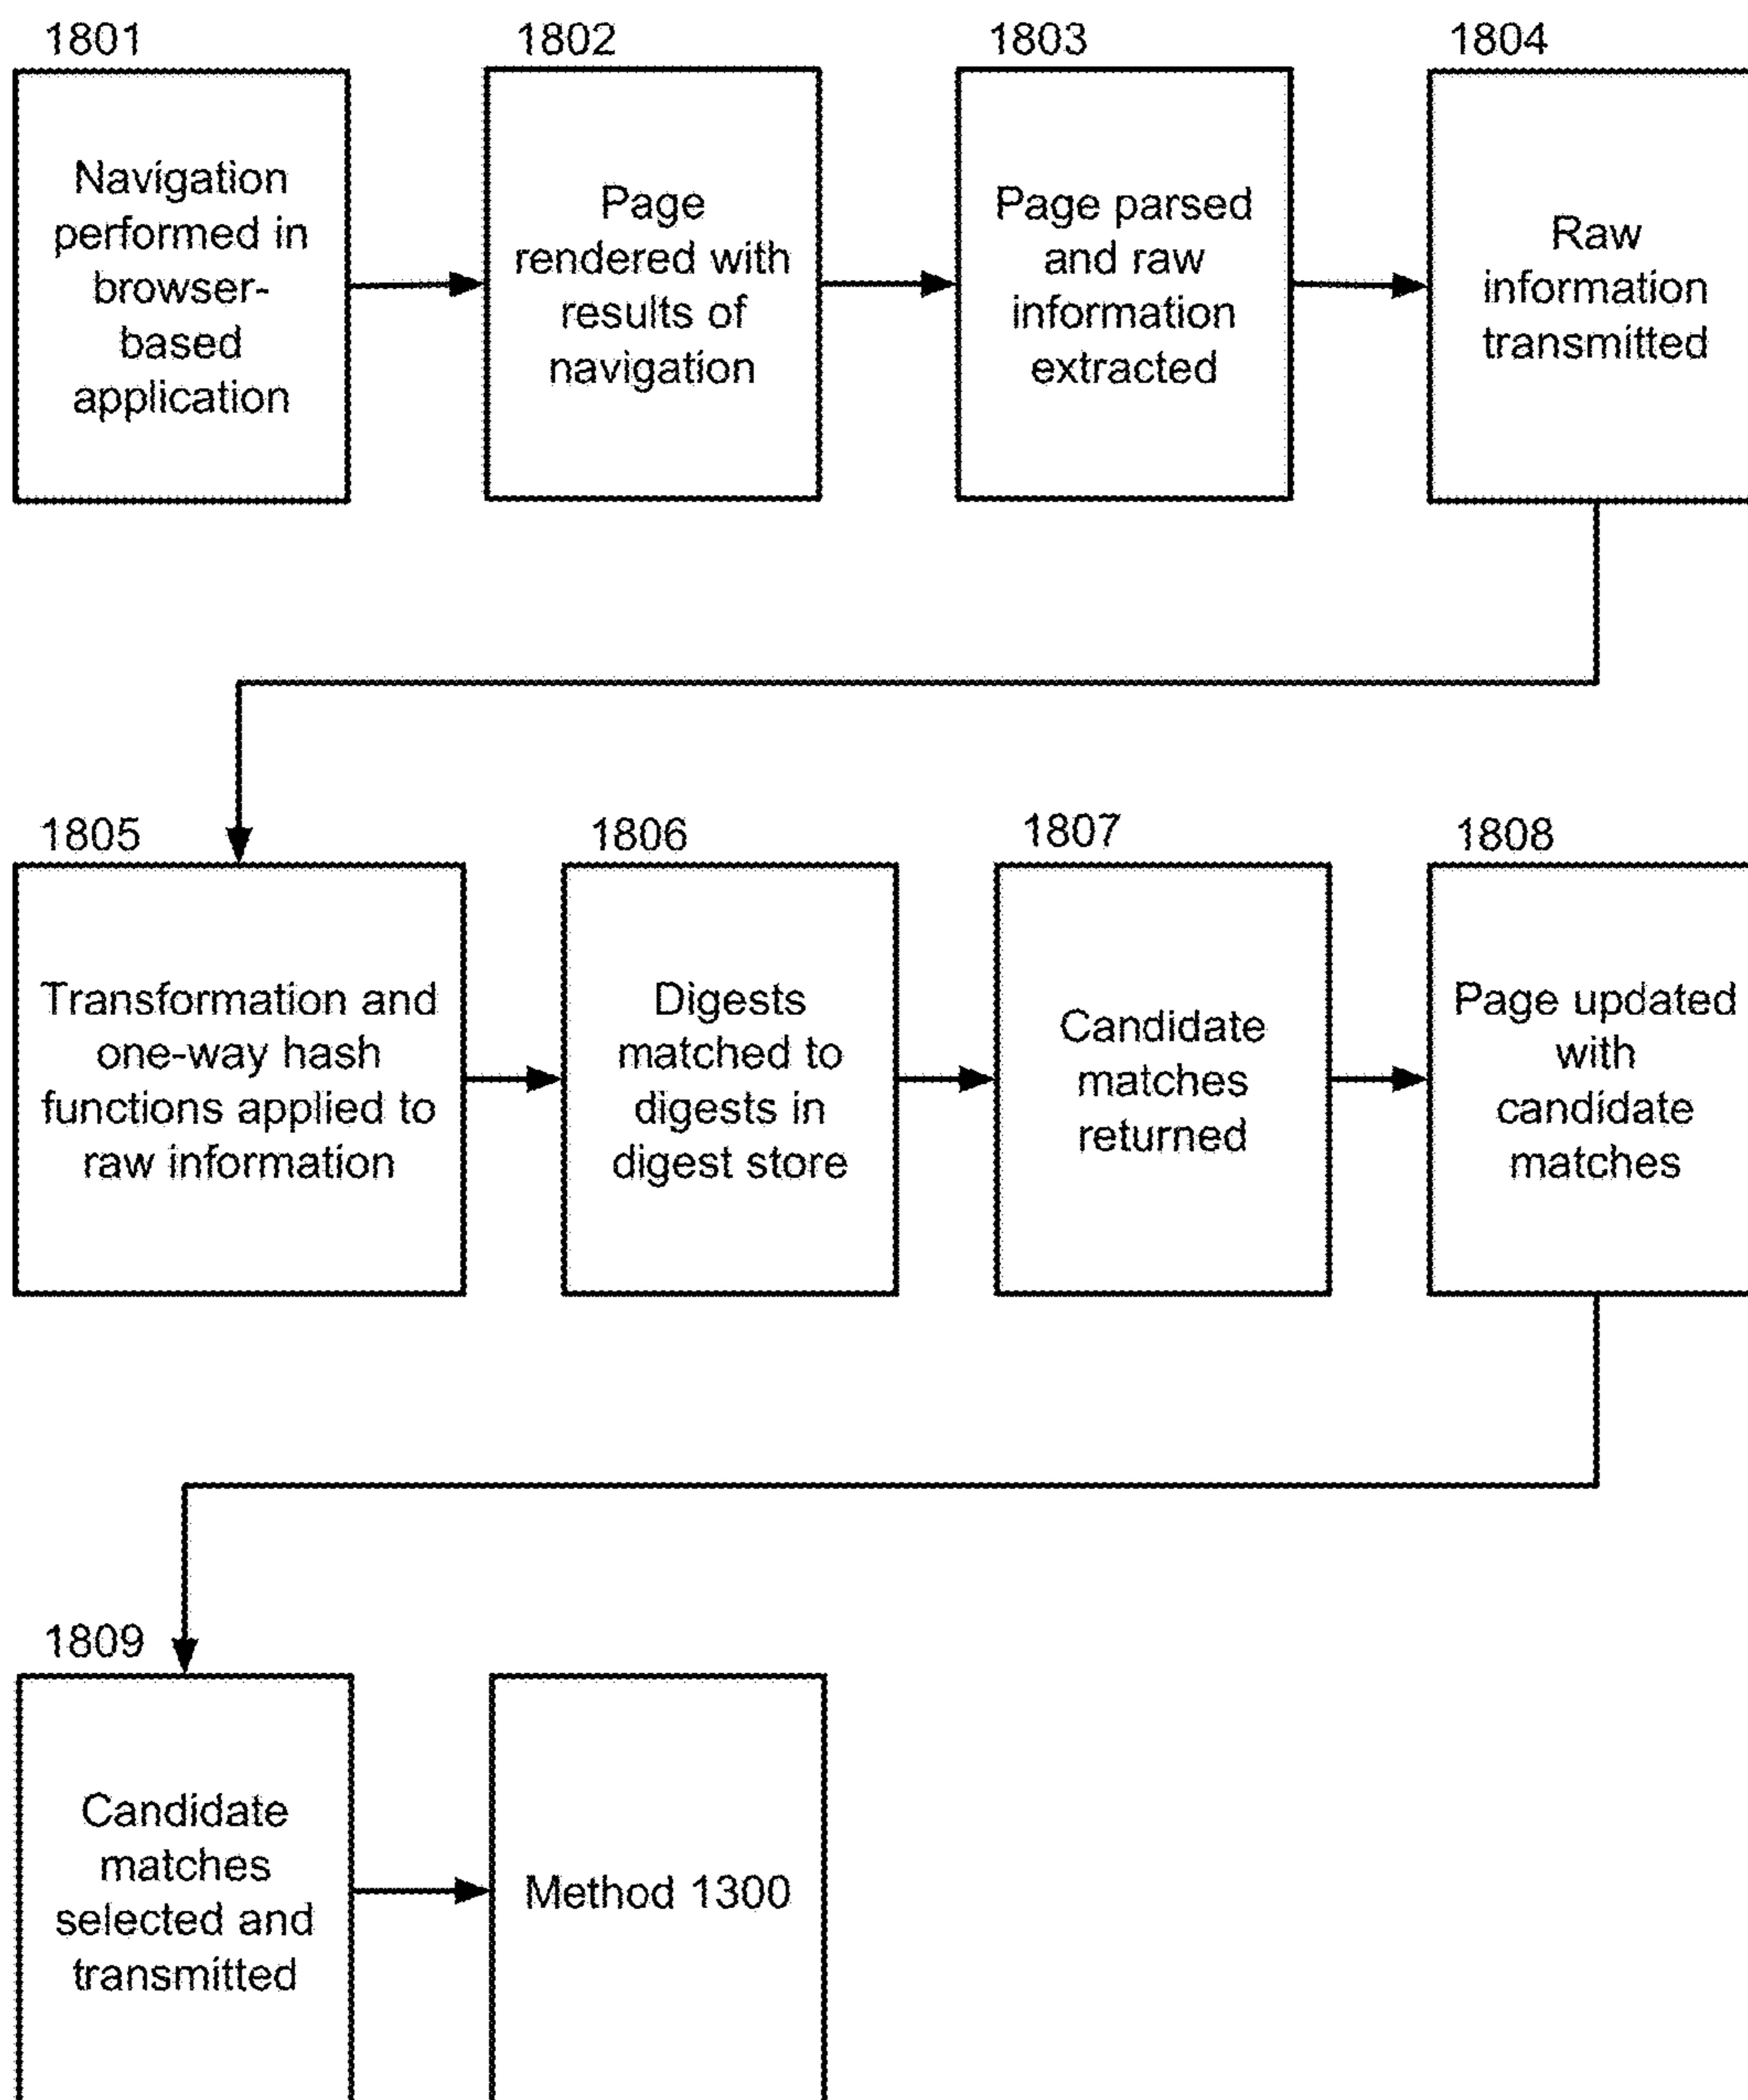 1801
Navigation
performed in
browser-
based
application
1802
Page
rendered with
results of
navigation
1803
Page parsed
and raw
information
extracted
1804
Raw
information
transmitted
1805
Transformation and
one-way hash
functions applied to
raw information
1806
Digests
matched to
digests in
digest store
1807
Candidate
matches
returned
1808
Page updated
with
candidate
matches
1809
Candidate
matches
selected and
transmitted
Method 1300